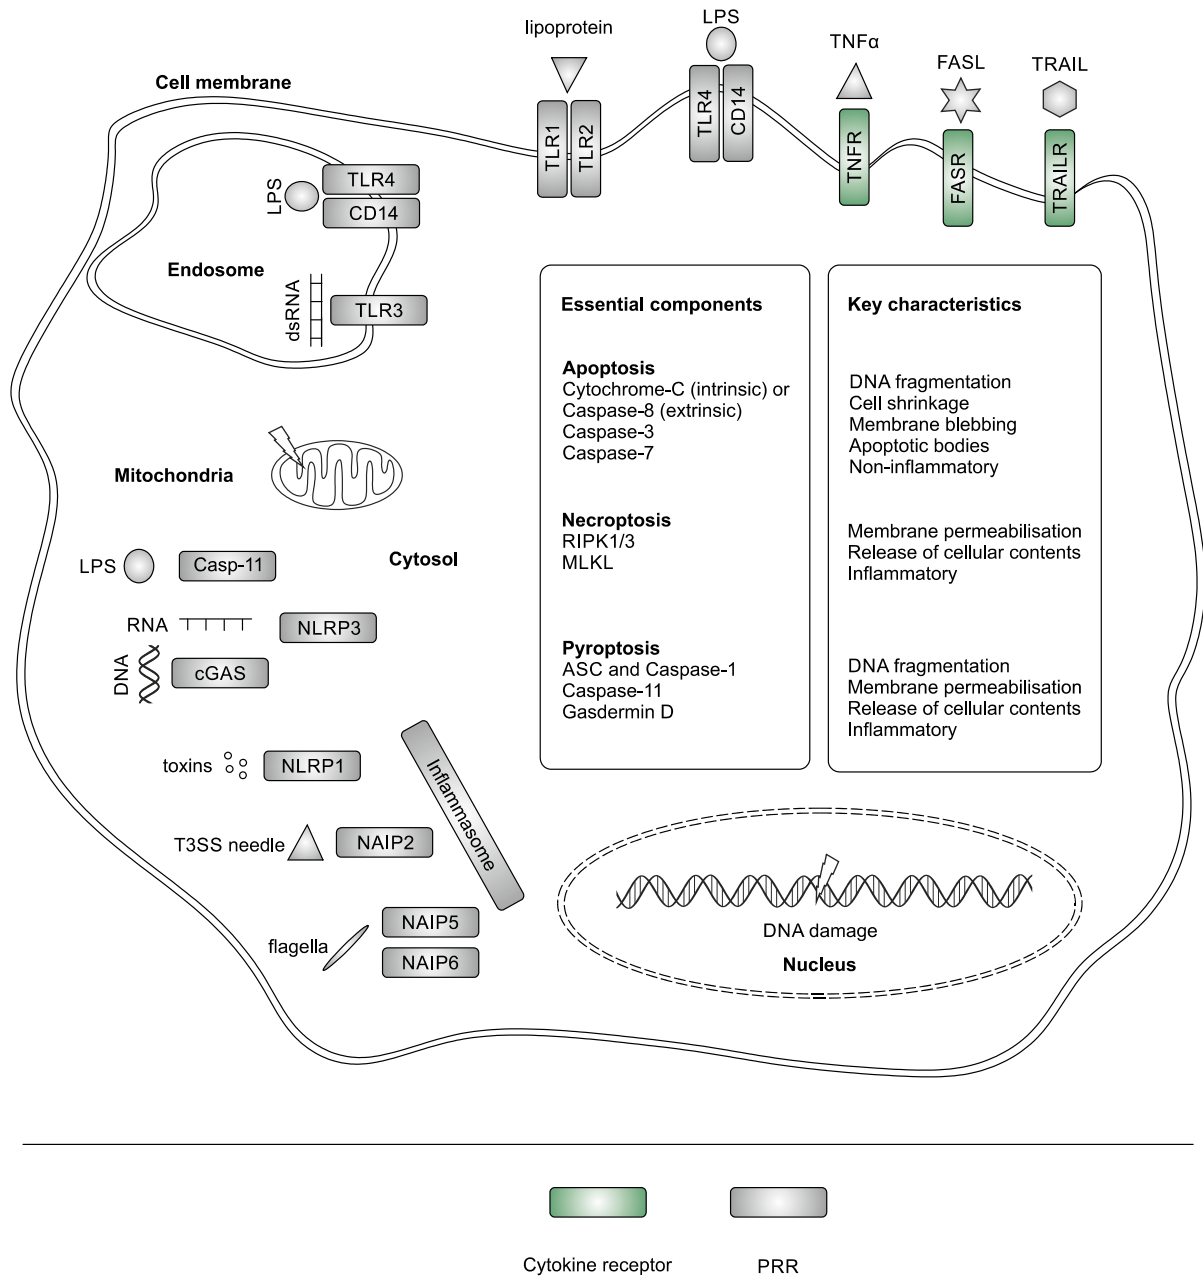 lipoprotein
LPS
TNFα
FASL
TRAIL
Cell membrane
TLR1
TLR2
TLR4
CD14
TNFR
FASR
TRAILR
LPS
TLR4
CD14
Endosome
dsRNA
TLR3
Mitochondria
Cytosol
LPS
Casp-11
RNA
NLRP3
DNA
cGAS
toxins
NLRP1
Inflammasome
T3SS needle
NAIP2
flagella
NAIP5
NAIP6
Essential components
Apoptosis
Cytochrome-C (intrinsic) or
Caspase-8 (extrinsic)
Caspase-3
Caspase-7
Necroptosis
RIPK1/3
MLKL
Pyroptosis
ASC and Caspase-1
Caspase-11
Gasdermin D
Key characteristics
DNA fragmentation
Cell shrinkage
Membrane blebbing
Apoptotic bodies
Non-inflammatory
Membrane permeabilisation
Release of cellular contents
Inflammatory
DNA fragmentation
Membrane permeabilisation
Release of cellular contents
Inflammatory
DNA damage
Nucleus
Cytokine receptor
PRR